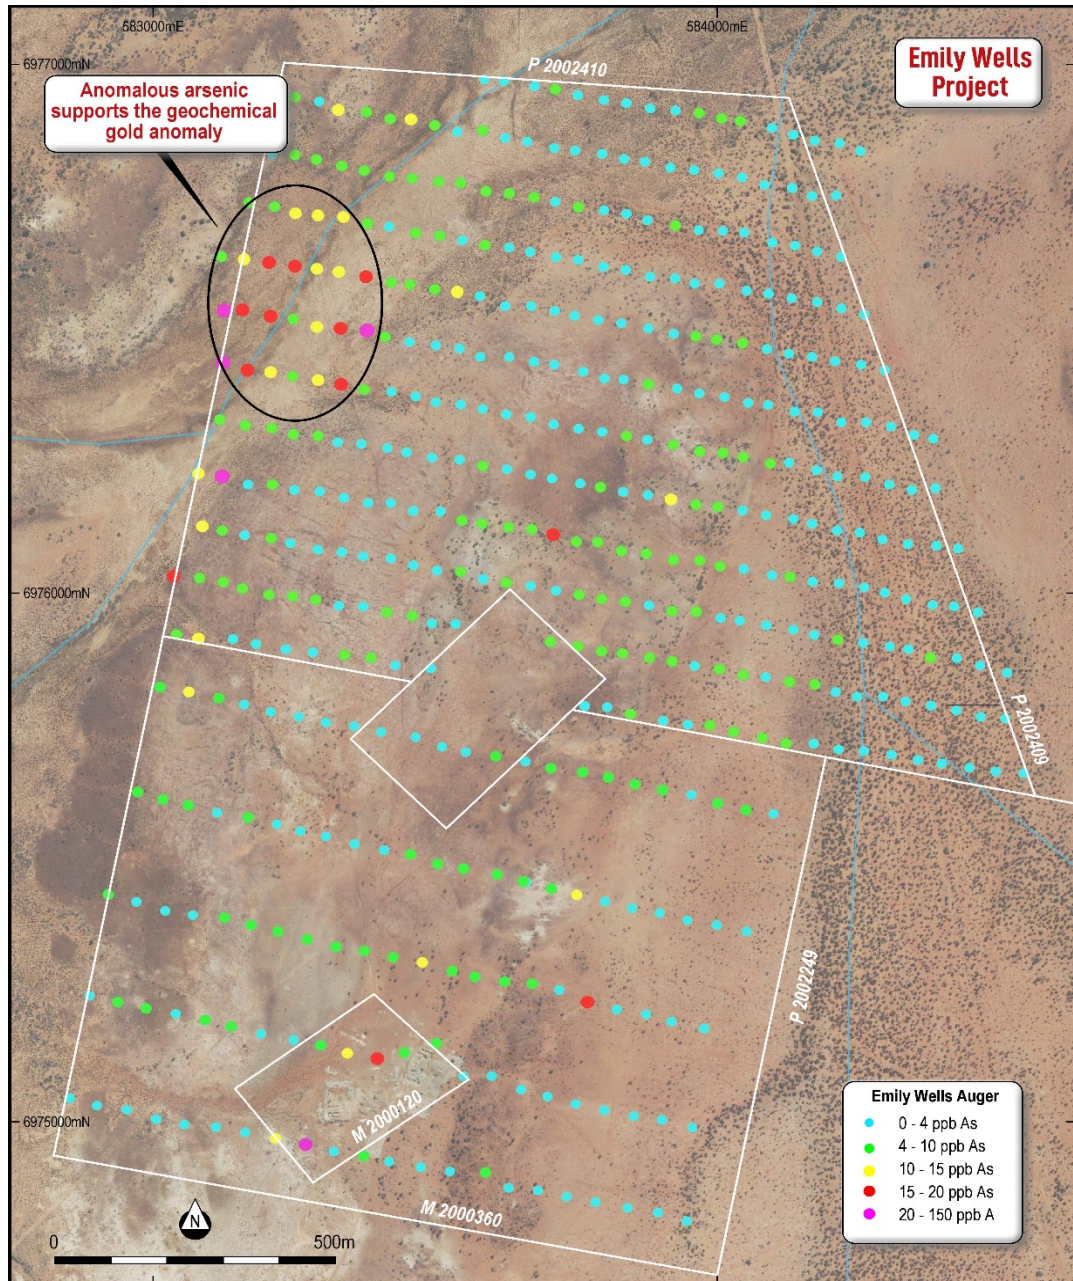 583000mE
584000mE
6977000mN
P 2002410
Emily Wells
Project
Anomalous arsenic
supports the geochemical
gold anomaly
6976000mN
P 2002409
P 2002249
6975000mN
M 2000120
M 2000360
N
0
500m
Emily Wells Auger
0 - 4 ppb As
4 - 10 ppb As
10 - 15 ppb As
15 - 20 ppb As
20 - 150 ppb A